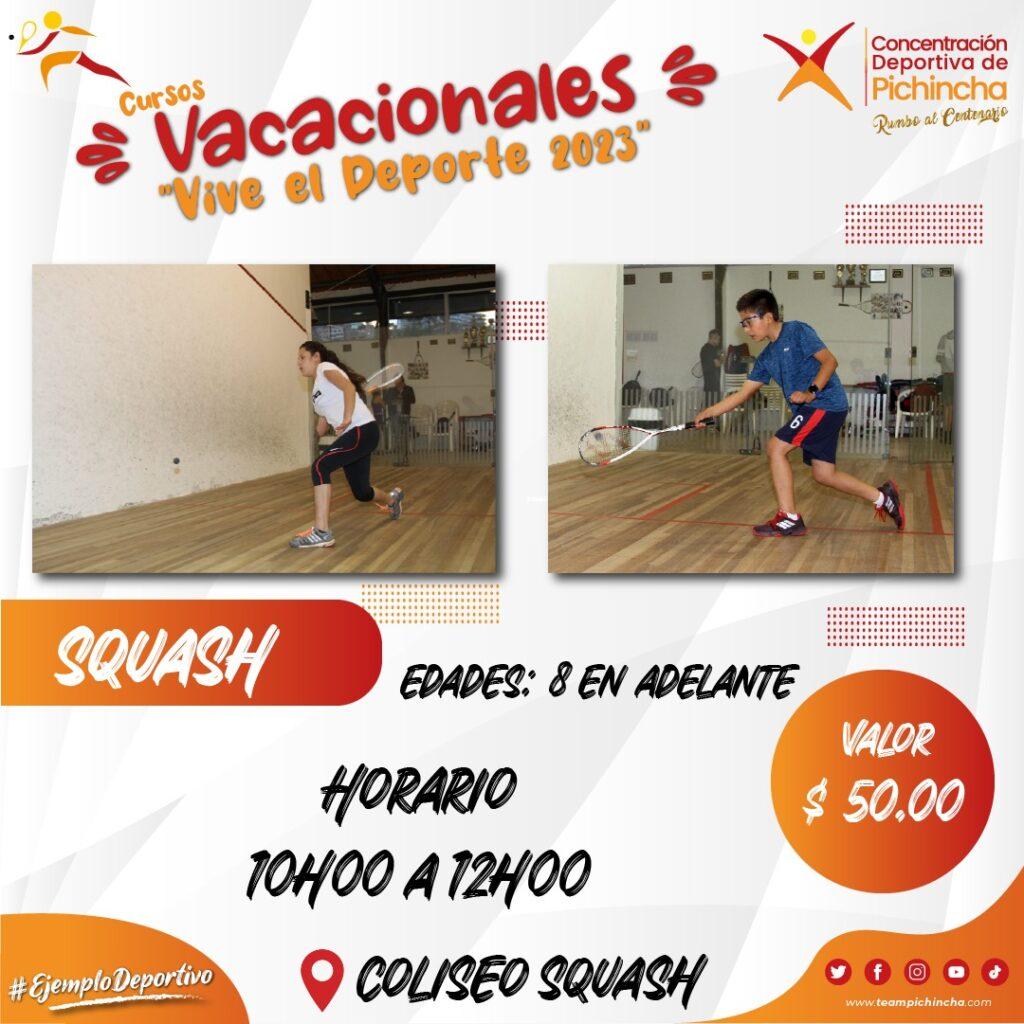 Cursos
Vacacionales
"Vive el Deporte 2023"
Concentración
Deportiva de
Pichincha
Rumbo al Centenario
6
SQUASH
EDADES: 8 EN ADELANTE
VALOR
$ 50.00
HORARIO
10H00 A 12H00
COLISEO SQUASH
#EjemploDeportivo
www.teampichincha.com